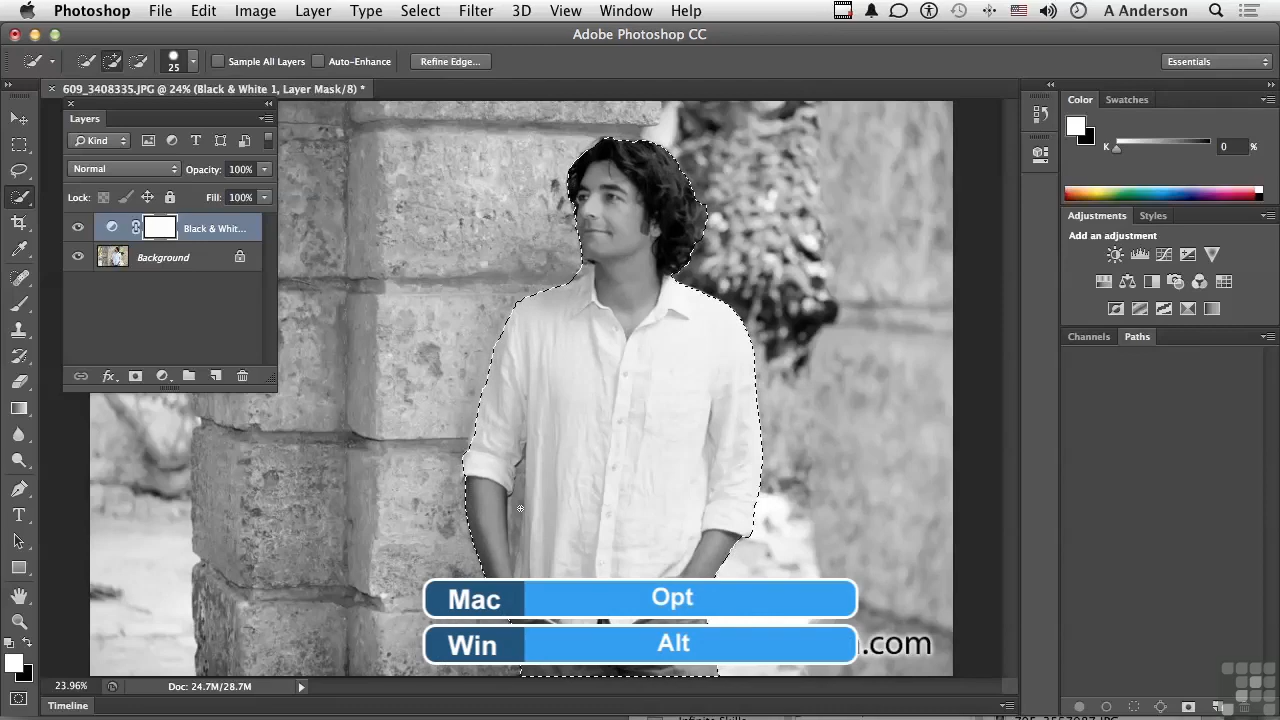 Photoshop File Edit Image Layer Type Select Filter 3D View Window Help A Anderson
Adobe Photoshop CC
25 Sample All Layers Auto-Enhance Refine Edge... Essentials
609_3408335.JPG @ 24% (Black & White 1, Layer Mask/8) *
Layers
Kind
Normal Opacity: 100%
Lock: Fill: 100%
Black & Whit...
Background
Color Swatches
K 0 %
Adjustments Styles
Add an adjustment
Channels Paths
Mac Opt
Win Alt
.com
23.96% Doc: 24.7M/28.7M
Timeline